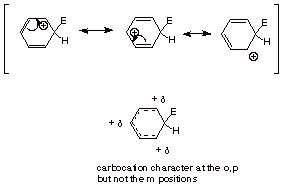 E
H
+
E
H
+
E
H
+
+ δ
E
+ δ
H
+ δ
carbocation character at the o,p
but not the m positions